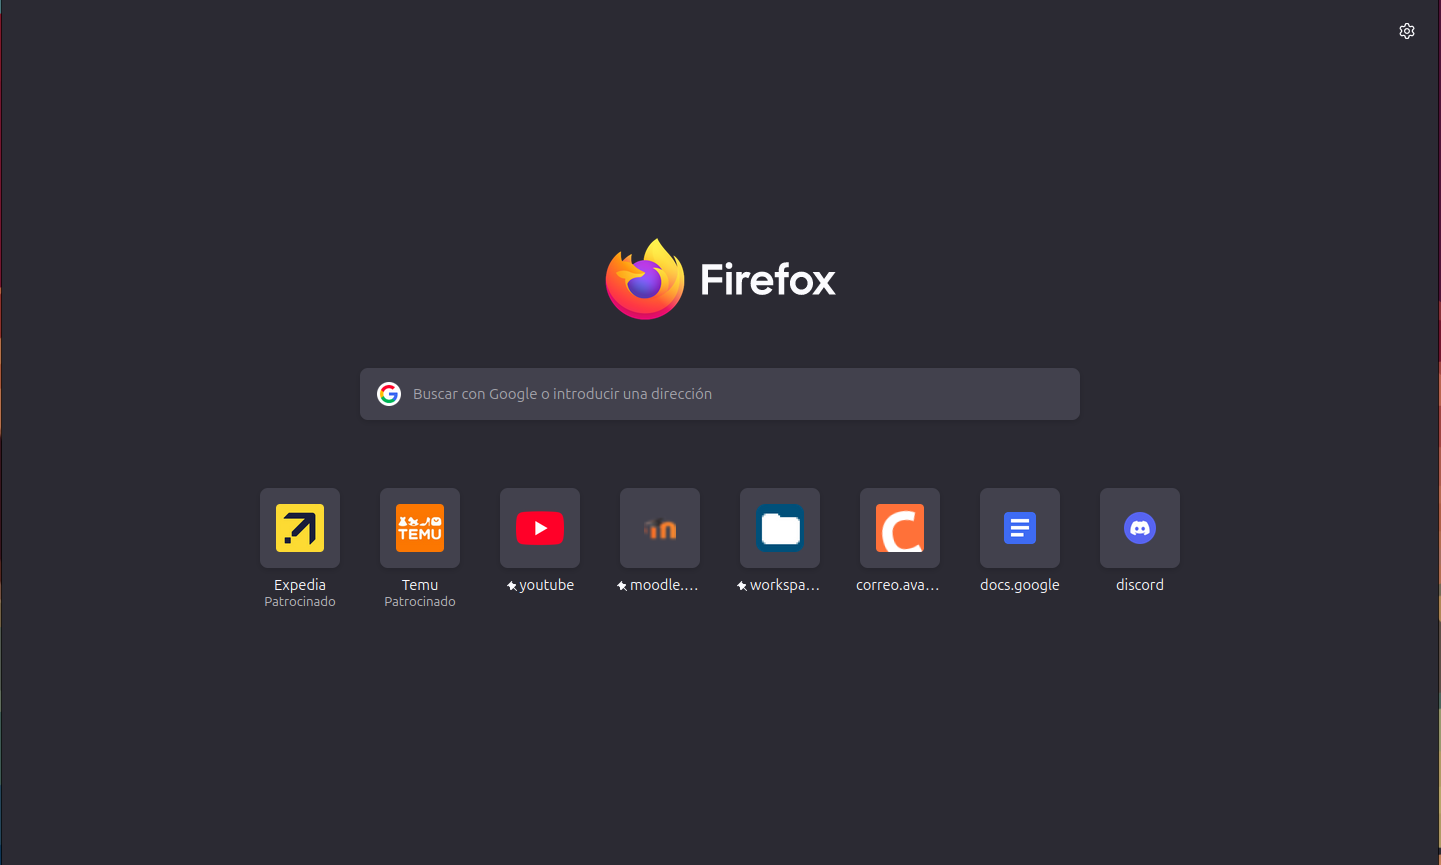 Firefox
Buscar con Google o introducir una dirección
TEMU
Expedia
Patrocinado
Temu
Patrocinado
youtube
moodle.…
workspa…
correo.ava…
docs.google
discord